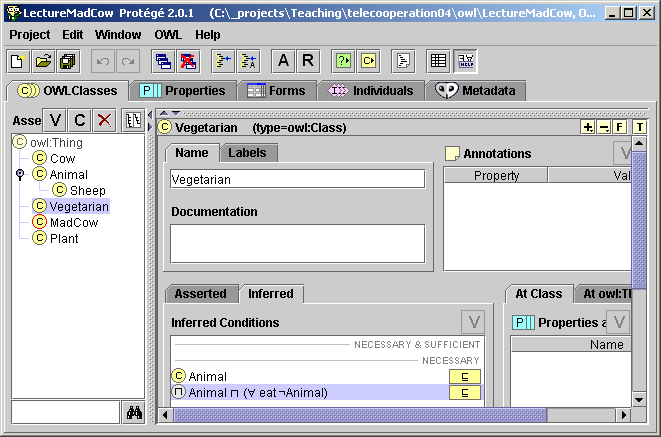 LectureMadCow Protégé 2.0.1 (C:\_projects\Teaching\telecooperation04\owl\LectureMadCow, O...
Project Edit Window OWL Help
A R ? HELP
OWLClasses Properties Forms Individuals Metadata
Asse V C
C Vegetarian (type=owl:Class) + - F T
C owl:Thing
C Cow
C Animal
C Sheep
C Vegetarian
C MadCow
C Plant
Name Labels
Vegetarian
Documentation
Annotations V
Property Val
Asserted Inferred
Inferred Conditions V
NECESSARY & SUFFICIENT
NECESSARY
C Animal ⊑
⊓ Animal ⊓ (∀ eat ¬Animal) ⊑
At Class At owl:Th
P Properties a V
Name